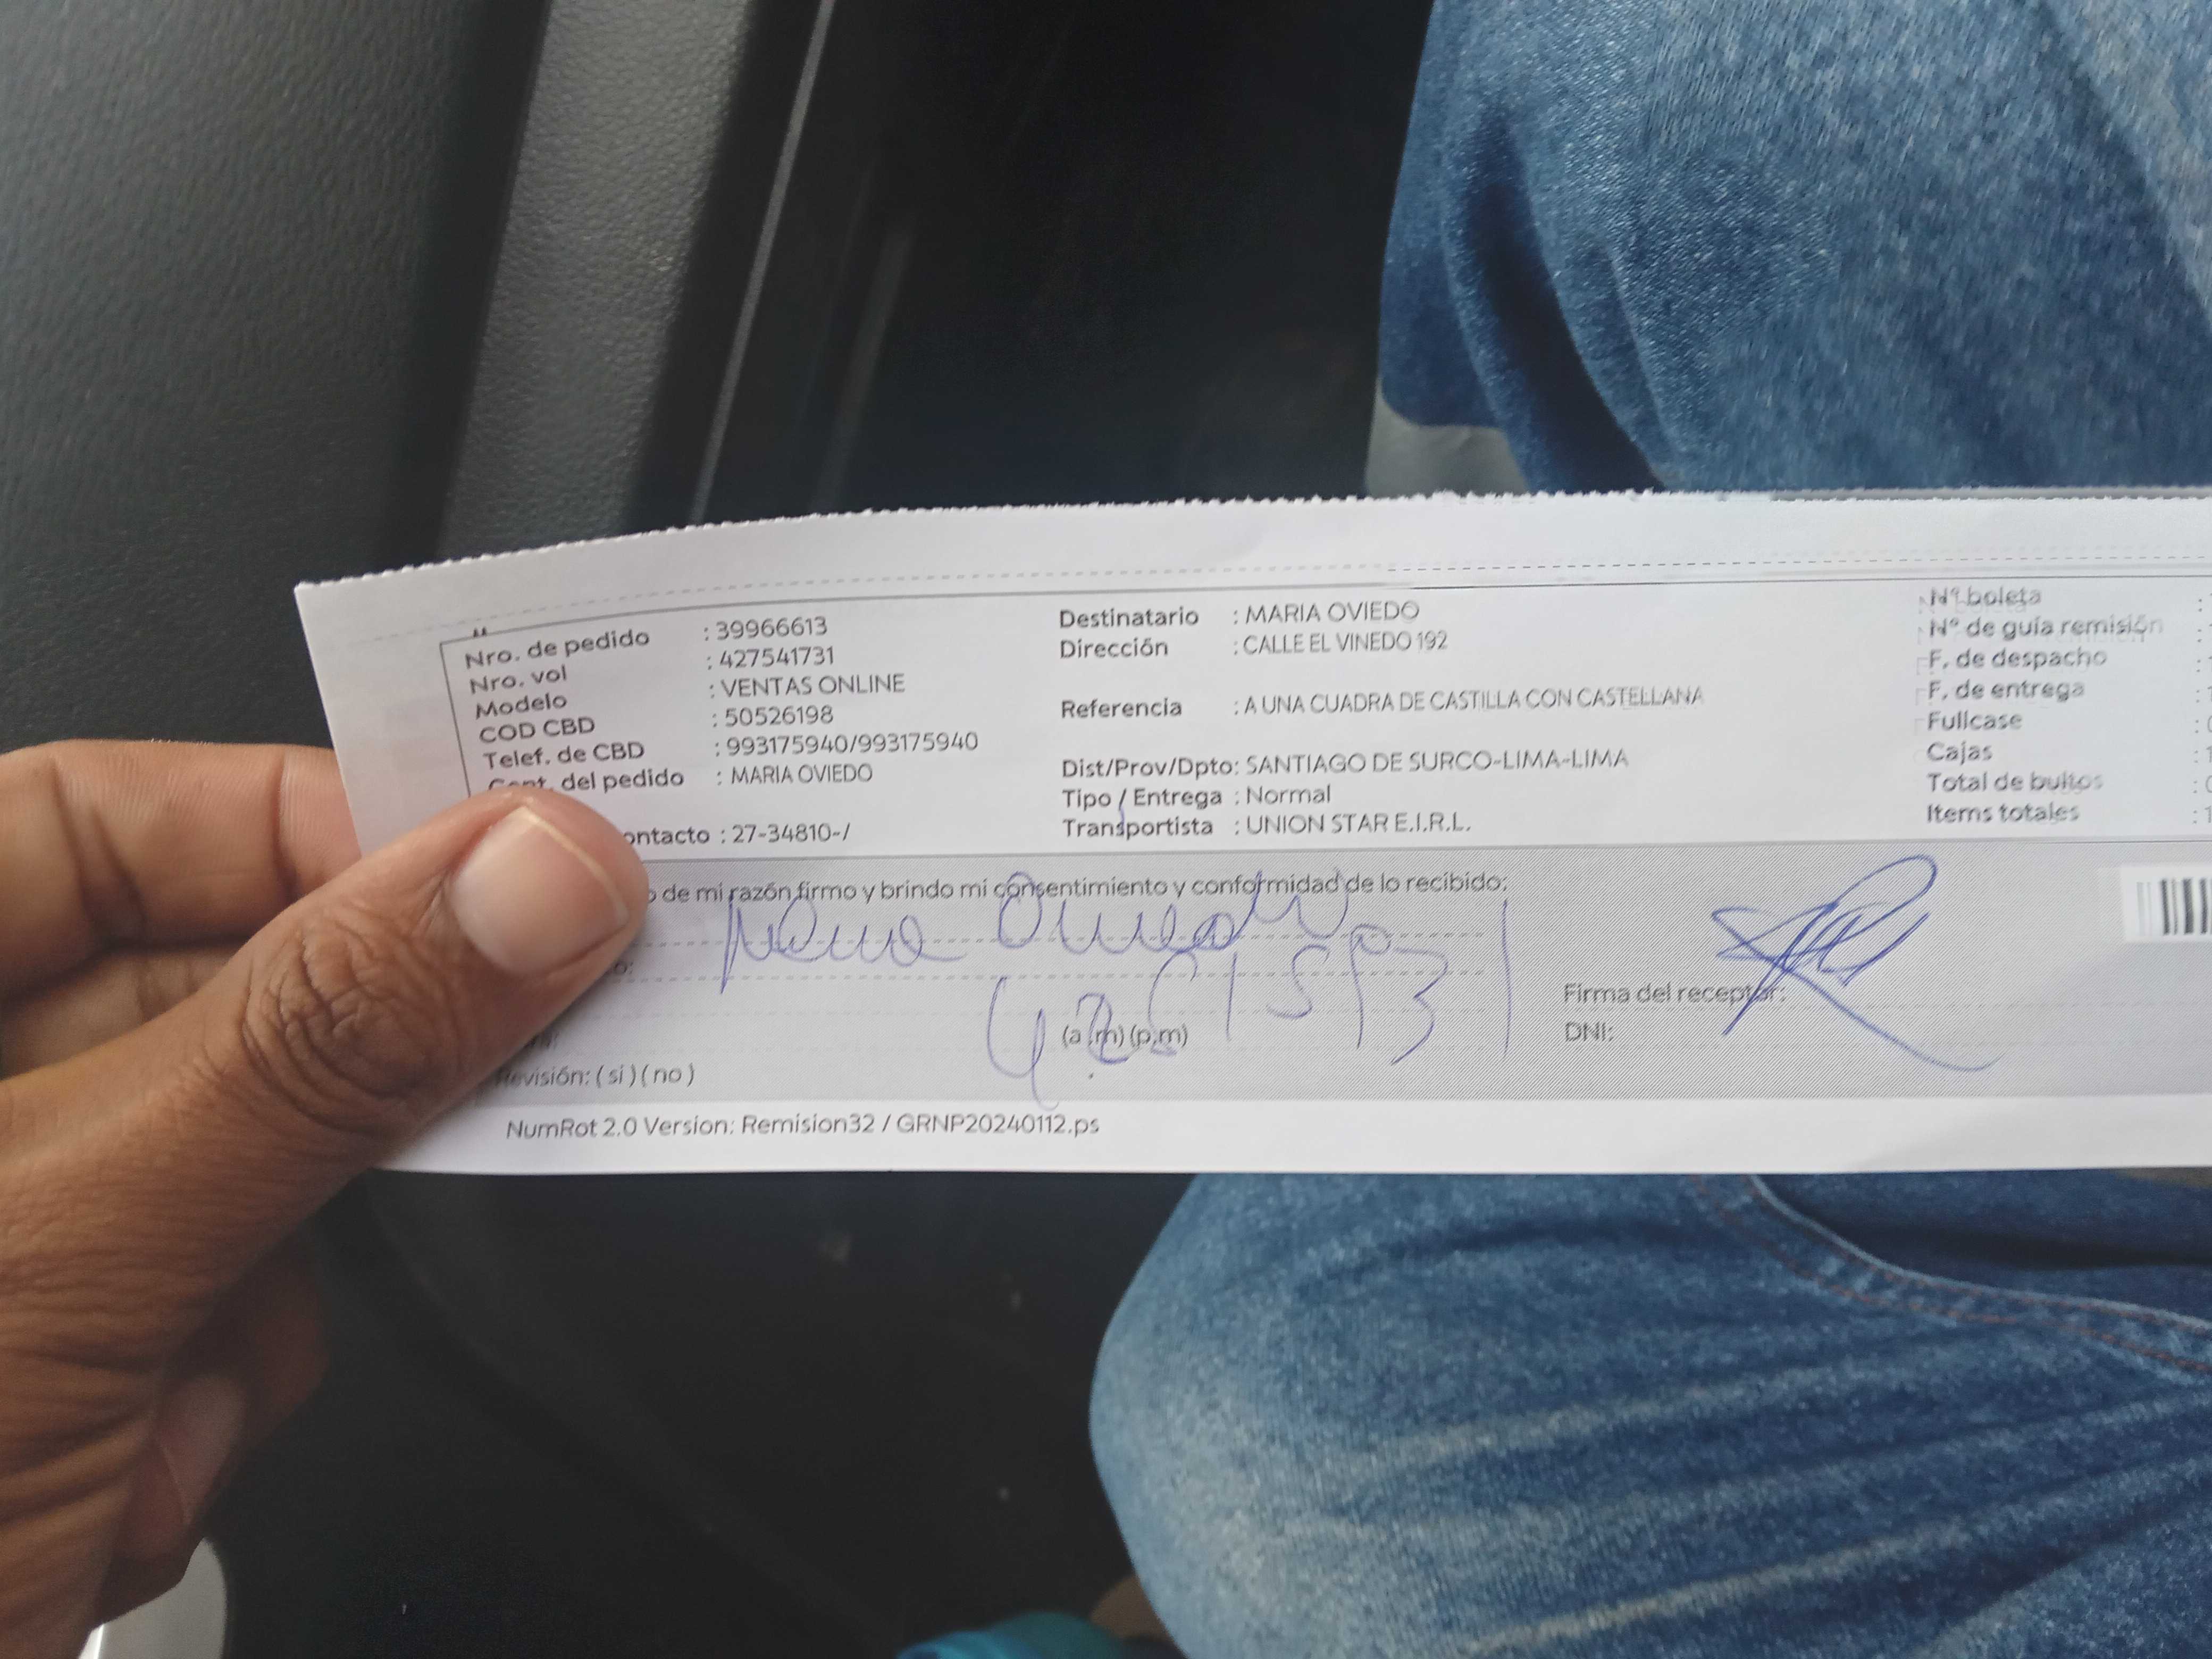 Nro. de pedido : 39966613
Nro. vol : 427541731
Modelo : VENTAS ONLINE
COD CBD : 50526198
Telef. de CBD : 993175940/993175940
Cont. del pedido : MARIA OVIEDO
ontacto : 27-34810-/
Destinatario : MARIA OVIEDO
Dirección : CALLE EL VINEDO 192
Referencia : A UNA CUADRA DE CASTILLA CON CASTELLANA
Dist/Prov/Dpto: SANTIAGO DE SURCO-LIMA-LIMA
Tipo / Entrega : Normal
Transportista : UNION STAR E.I.R.L.
Nº boleta :
Nº de guía remisión :
F. de despacho :
F. de entrega :
Fullcase :
Cajas :
Total de bultos :
Items totales :
de mi razón firmo y brindo mi consentimiento y conformidad de lo recibido:
Oviedo
(a.m) (p.m)
Firma del receptor:
DNI:
Revisión: ( si ) ( no )
NumRot 2.0 Version: Remision32 / GRNP20240112.ps